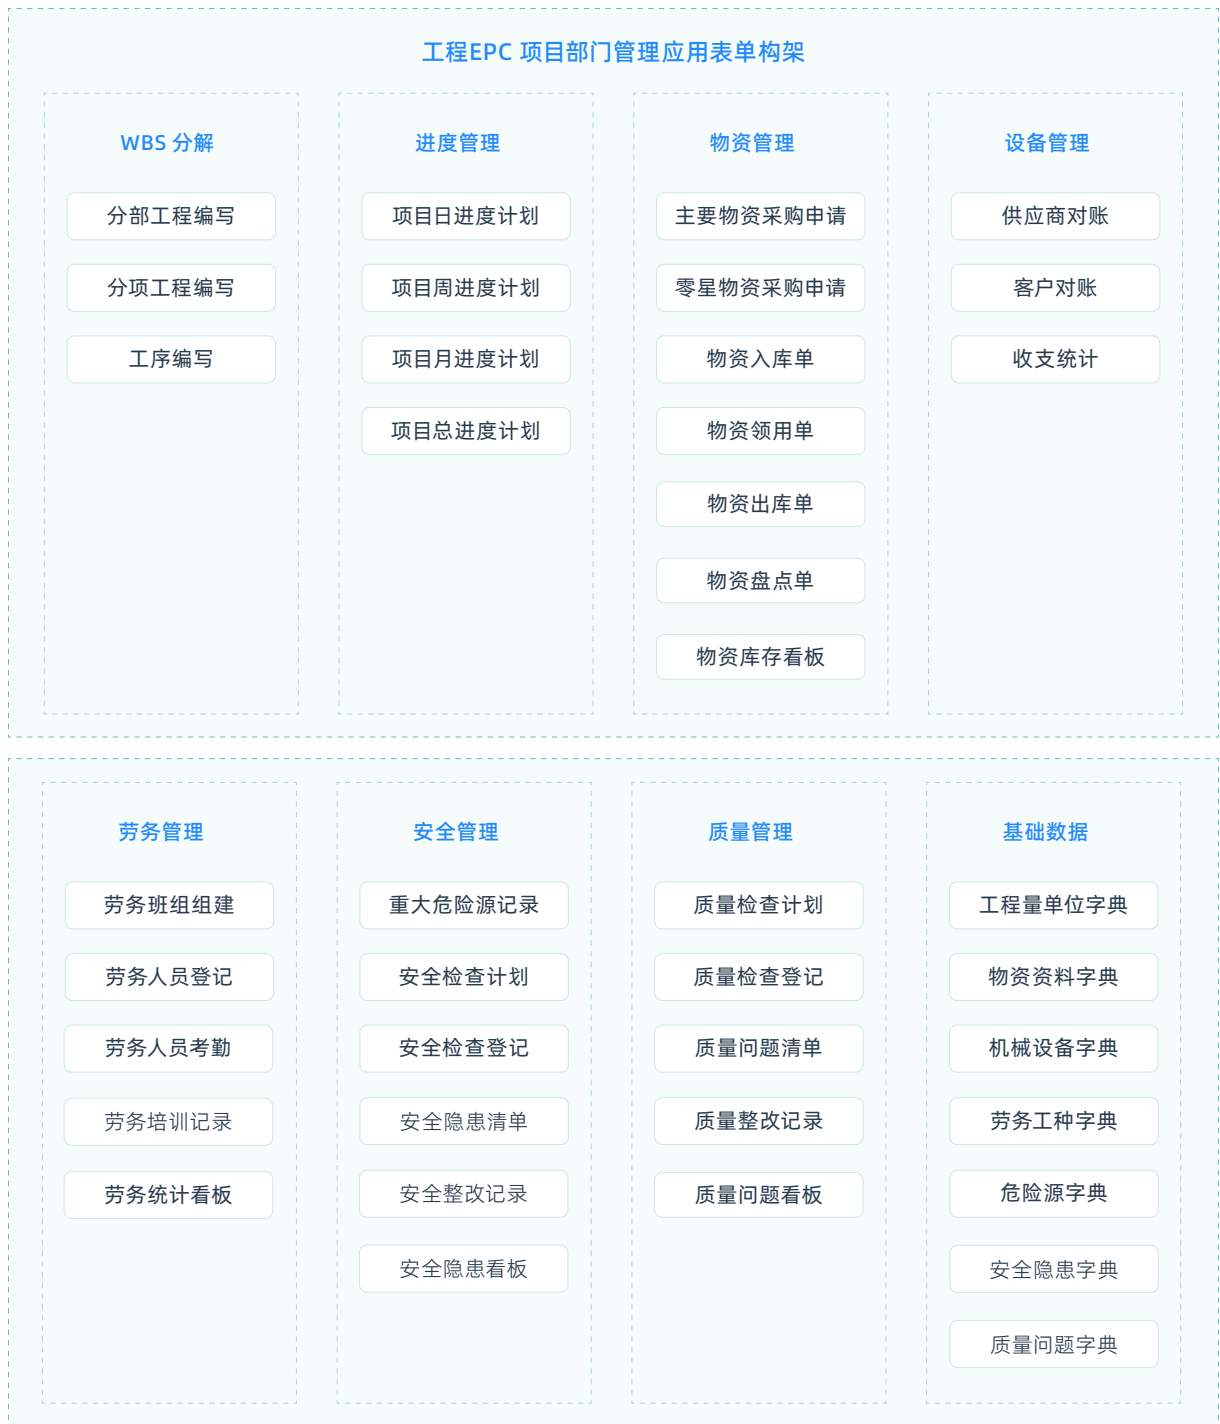 工程EPC 项目部门管理应用表单构架
WBS 分解
分部工程编写
分项工程编写
工序编写
进度管理
项目日进度计划
项目周进度计划
项目月进度计划
项目总进度计划
物资管理
主要物资采购申请
零星物资采购申请
物资入库单
物资领用单
物资出库单
物资盘点单
物资库存看板
设备管理
供应商对账
客户对账
收支统计
劳务管理
劳务班组组建
劳务人员登记
劳务人员考勤
劳务培训记录
劳务统计看板
安全管理
重大危险源记录
安全检查计划
安全检查登记
安全隐患清单
安全整改记录
安全隐患看板
质量管理
质量检查计划
质量检查登记
质量问题清单
质量整改记录
质量问题看板
基础数据
工程量单位字典
物资资料字典
机械设备字典
劳务工种字典
危险源字典
安全隐患字典
质量问题字典